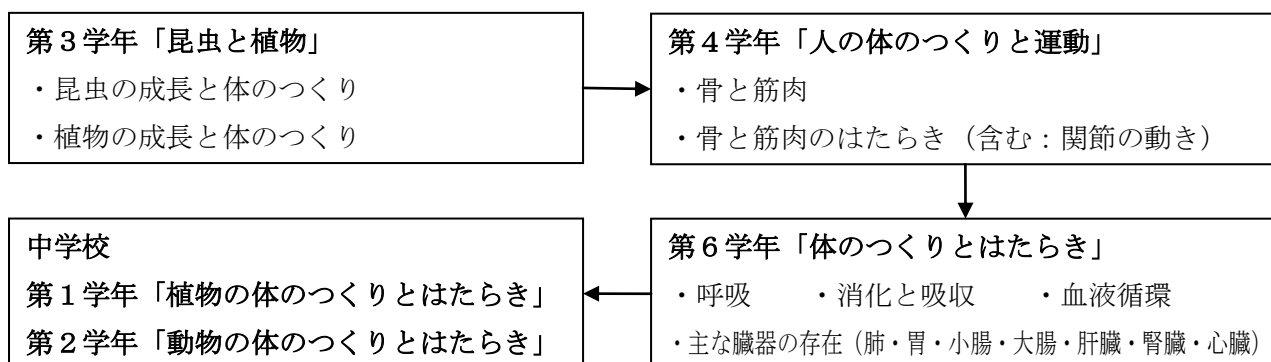 第３学年「昆虫と植物」
・昆虫の成長と体のつくり
・植物の成長と体のつくり
第４学年「人の体のつくりと運動」
・骨と筋肉
・骨と筋肉のはたらき（含む：関節の動き）
第６学年「体のつくりとはたらき」
・呼吸　　・消化と吸収　　・血液循環
・主な臓器の存在（肺・胃・小腸・大腸・肝臓・腎臓・心臓）
中学校
第１学年「植物の体のつくりとはたらき」
第２学年「動物の体のつくりとはたらき」